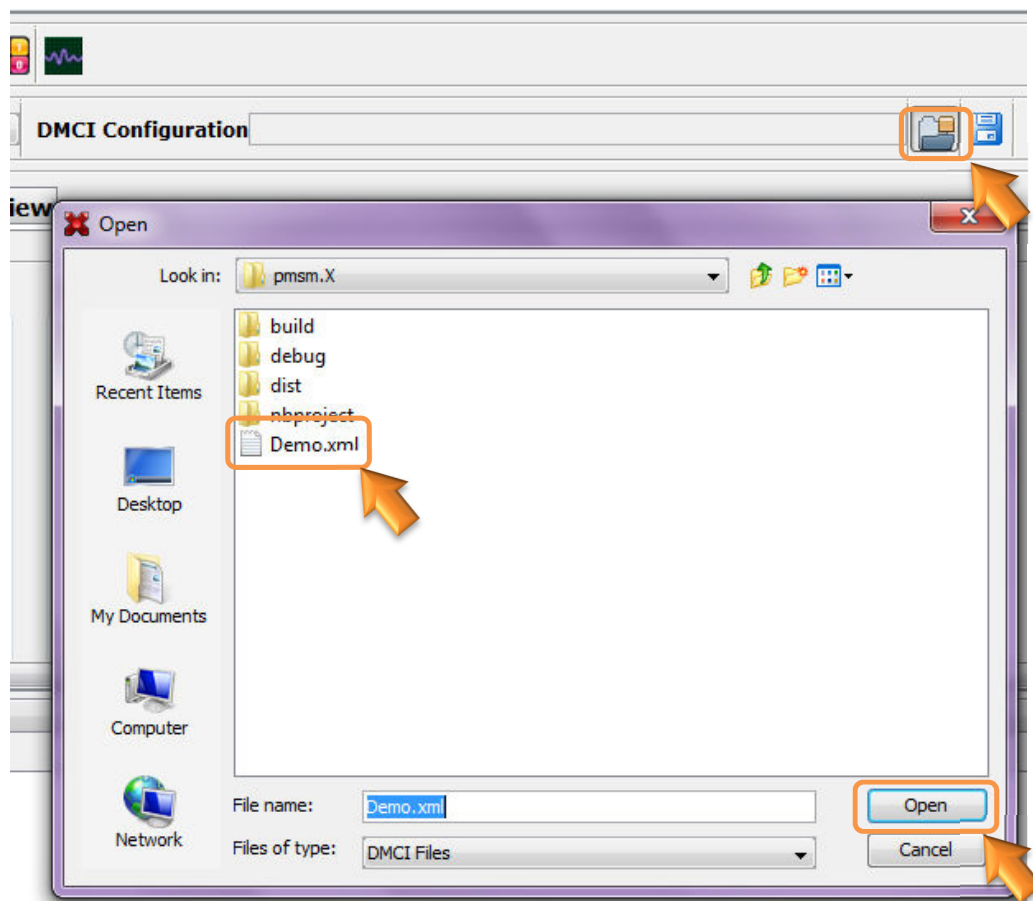 DMCI Configuration
iew
Open
Look in: pmsm.X
build
debug
dist
nbproject
Demo.xml
Recent Items
Desktop
My Documents
Computer
Network
File name: Demo.xml Open
Files of type: DMCI Files Cancel